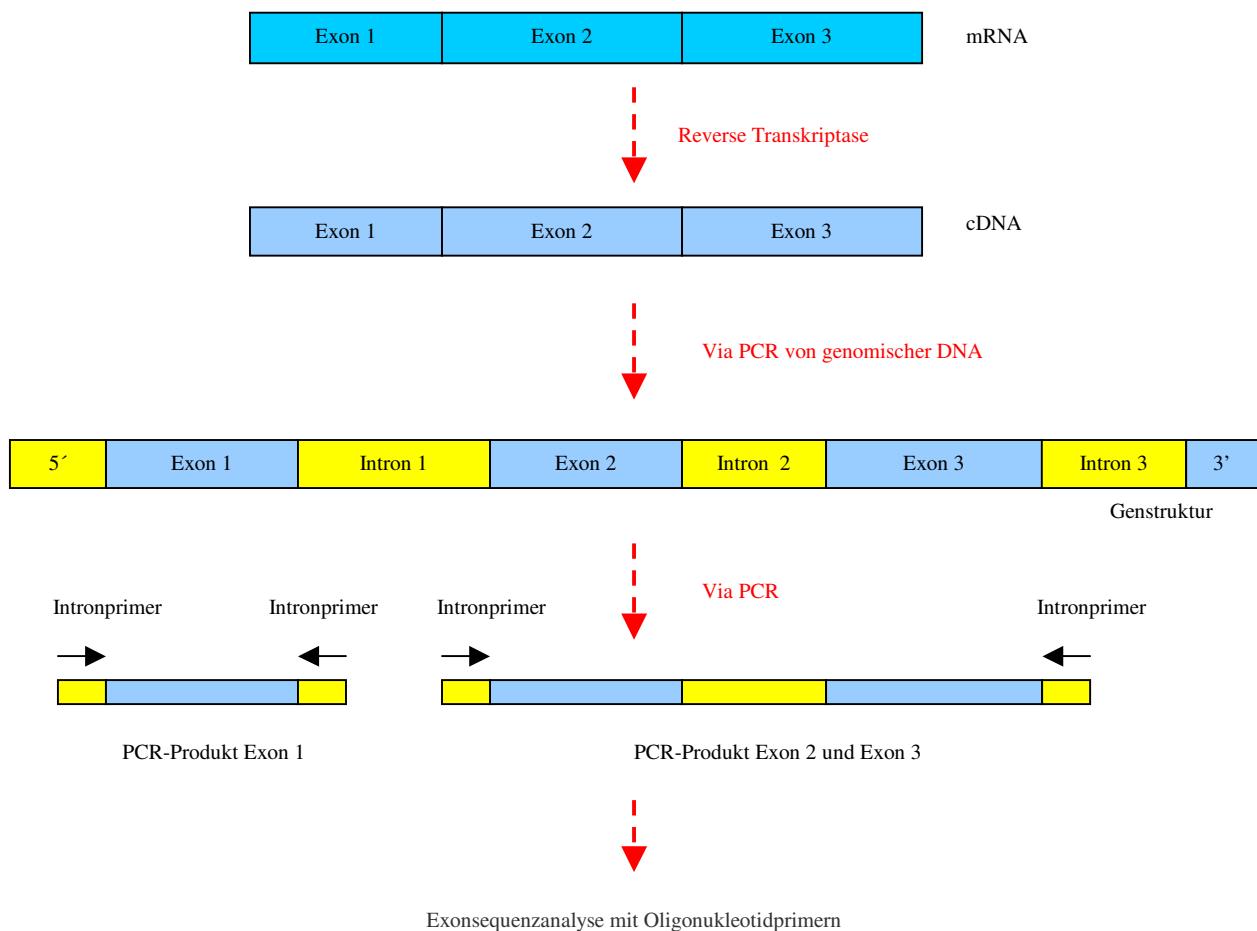 Exon 1 Exon 2 Exon 3 mRNA
Reverse Transkriptase
Exon 1 Exon 2 Exon 3 cDNA
Via PCR von genomischer DNA
5´ Exon 1 Intron 1 Exon 2 Intron 2 Exon 3 Intron 3 3’
Genstruktur
Via PCR
Intronprimer Intronprimer Intronprimer Intronprimer
PCR-Produkt Exon 1 PCR-Produkt Exon 2 und Exon 3
Exonsequenzanalyse mit Oligonukleotidprimern